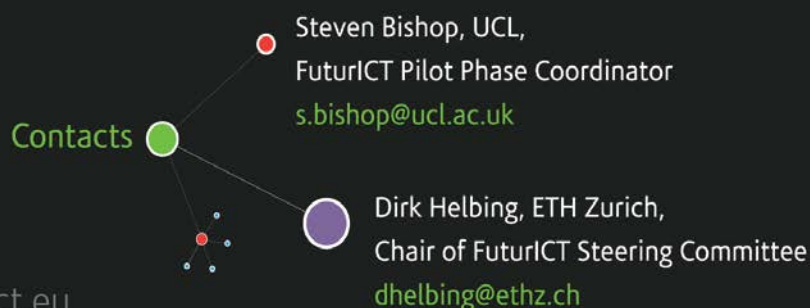 Steven Bishop, UCL,
FuturICT Pilot Phase Coordinator
s.bishop@ucl.ac.uk
Contacts
Dirk Helbing, ETH Zurich,
Chair of FuturICT Steering Committee
dhelbing@ethz.ch